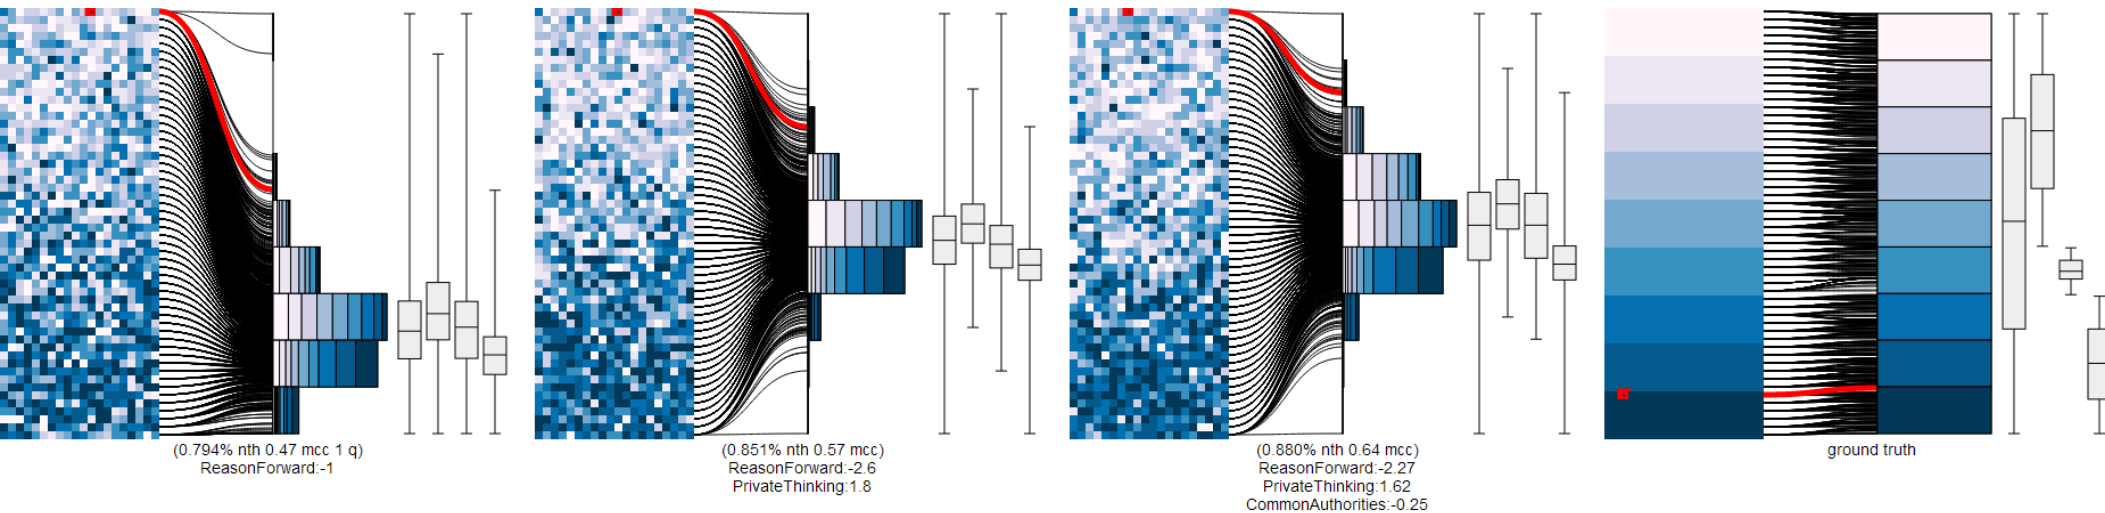 (0.794% nth 0.47 mcc 1 q)
ReasonForward:-1
(0.851% nth 0.57 mcc)
ReasonForward:-2.6
PrivateThinking:1.8
(0.880% nth 0.64 mcc)
ReasonForward:-2.27
PrivateThinking:1.62
CommonAuthorities:-0.25
ground truth